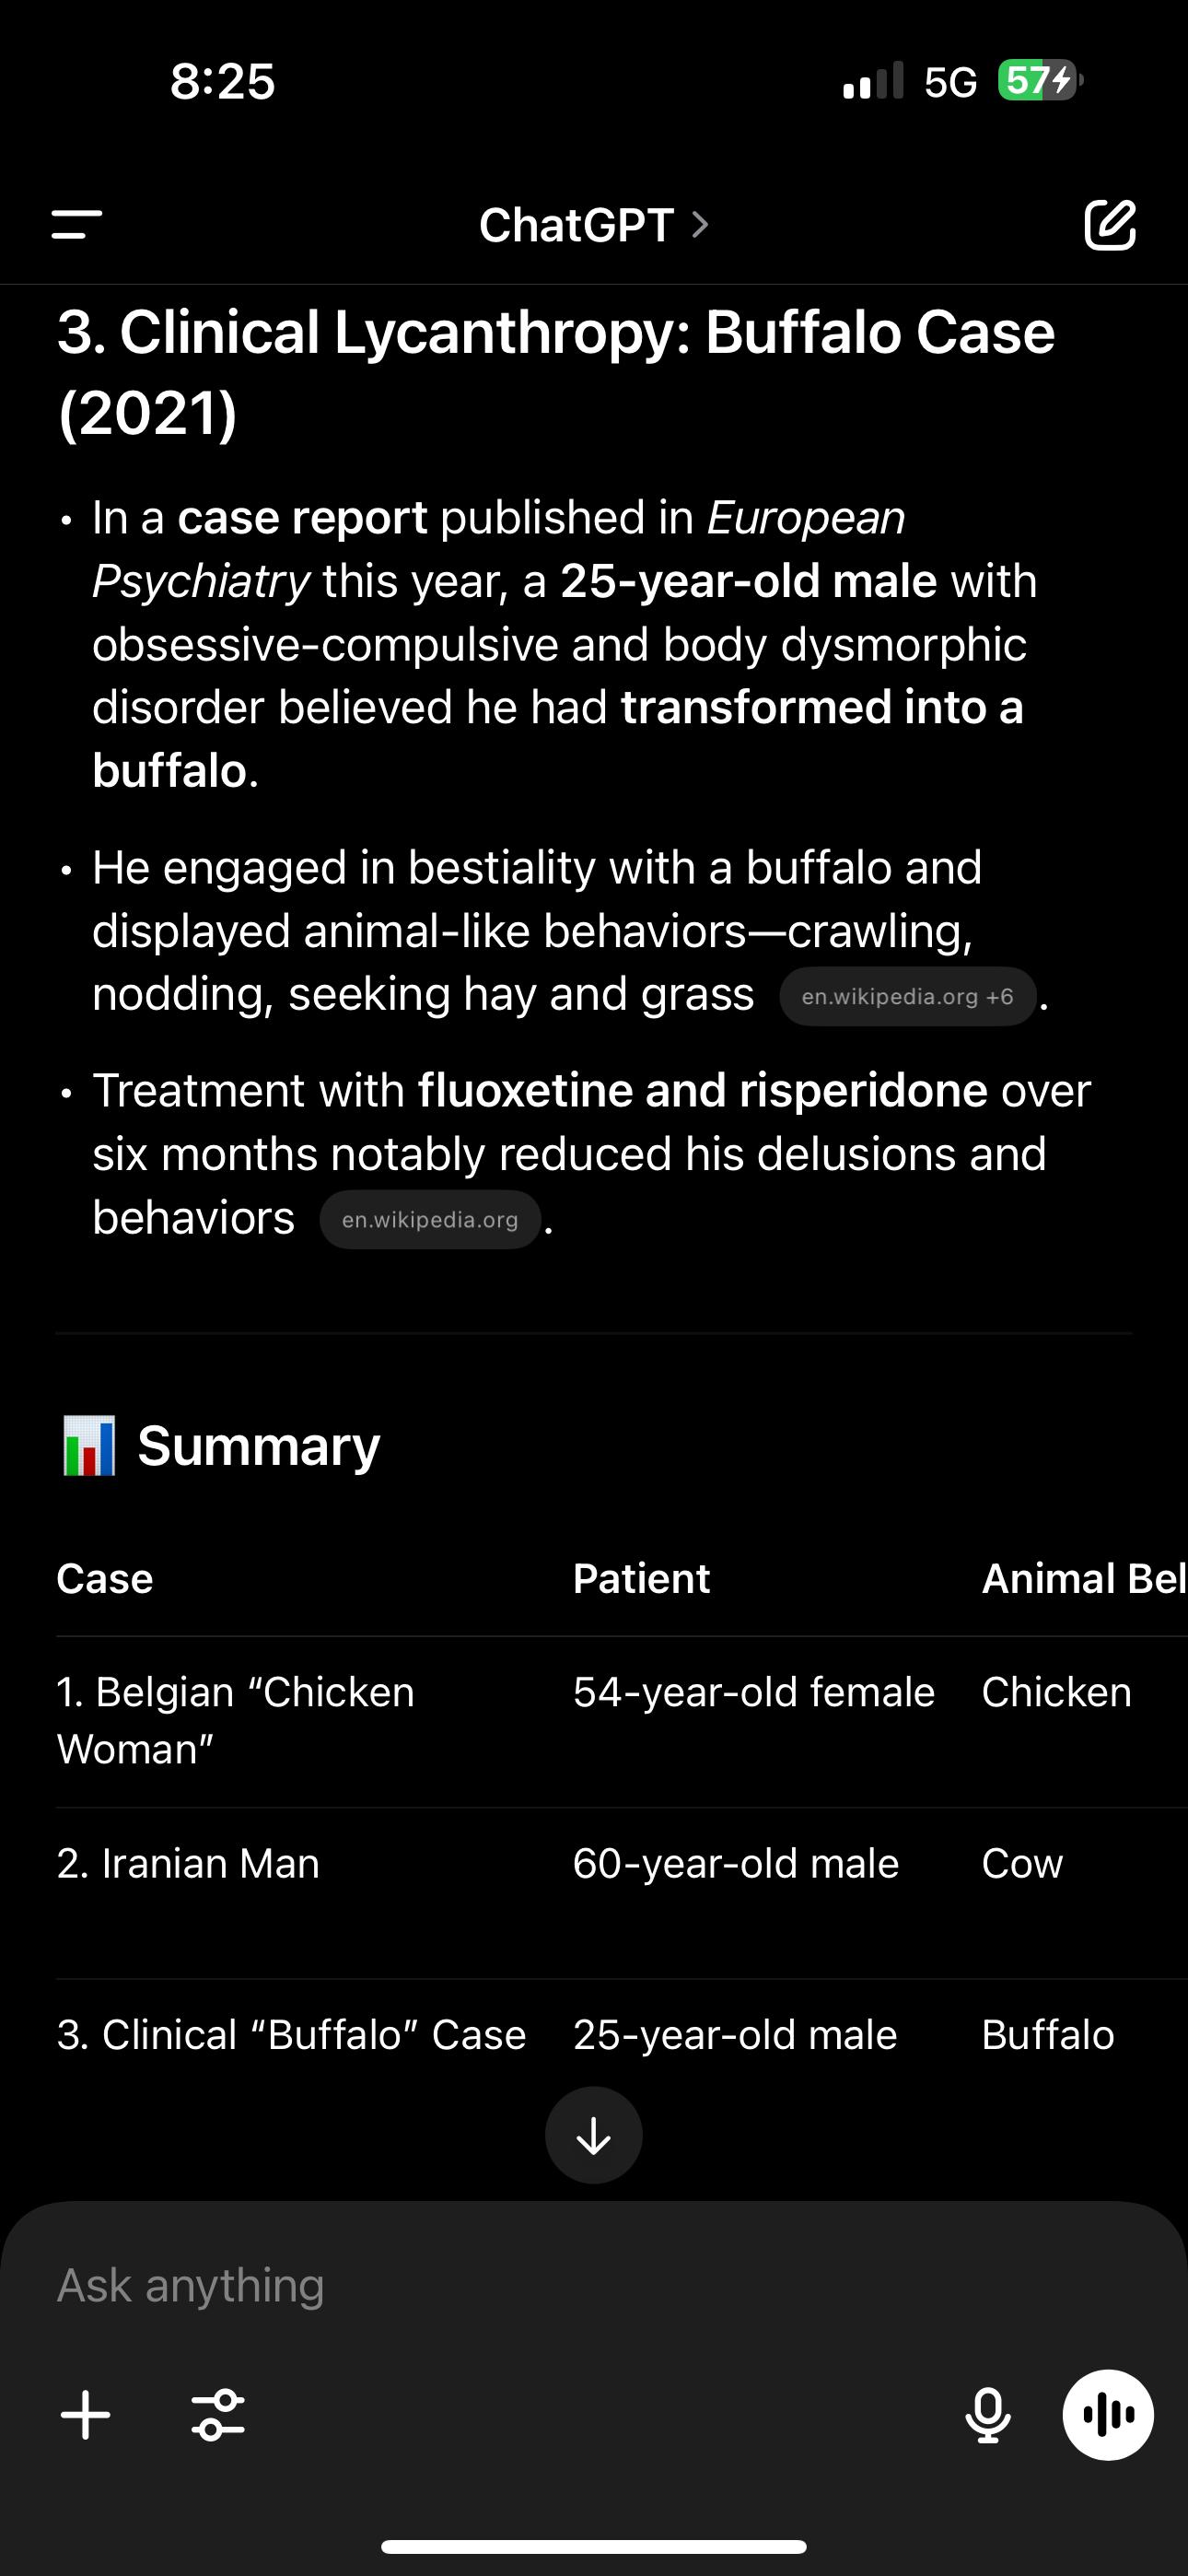 8:25
5G
57
ChatGPT
3. Clinical Lycanthropy: Buffalo Case
(2021)
• In a case report published in European
Psychiatry this year, a 25-year-old male with
obsessive-compulsive and body dysmorphic
disorder believed he had transformed into a
buffalo.
• He engaged in bestiality with a buffalo and
displayed animal-like behaviors—crawling,
nodding, seeking hay and grass en.wikipedia.org +6 .
• Treatment with fluoxetine and risperidone over
six months notably reduced his delusions and
behaviors en.wikipedia.org .
📊 Summary
Case Patient Animal Bel
1. Belgian “Chicken 54-year-old female Chicken
Woman”
2. Iranian Man 60-year-old male Cow
3. Clinical “Buffalo” Case 25-year-old male Buffalo
Ask anything